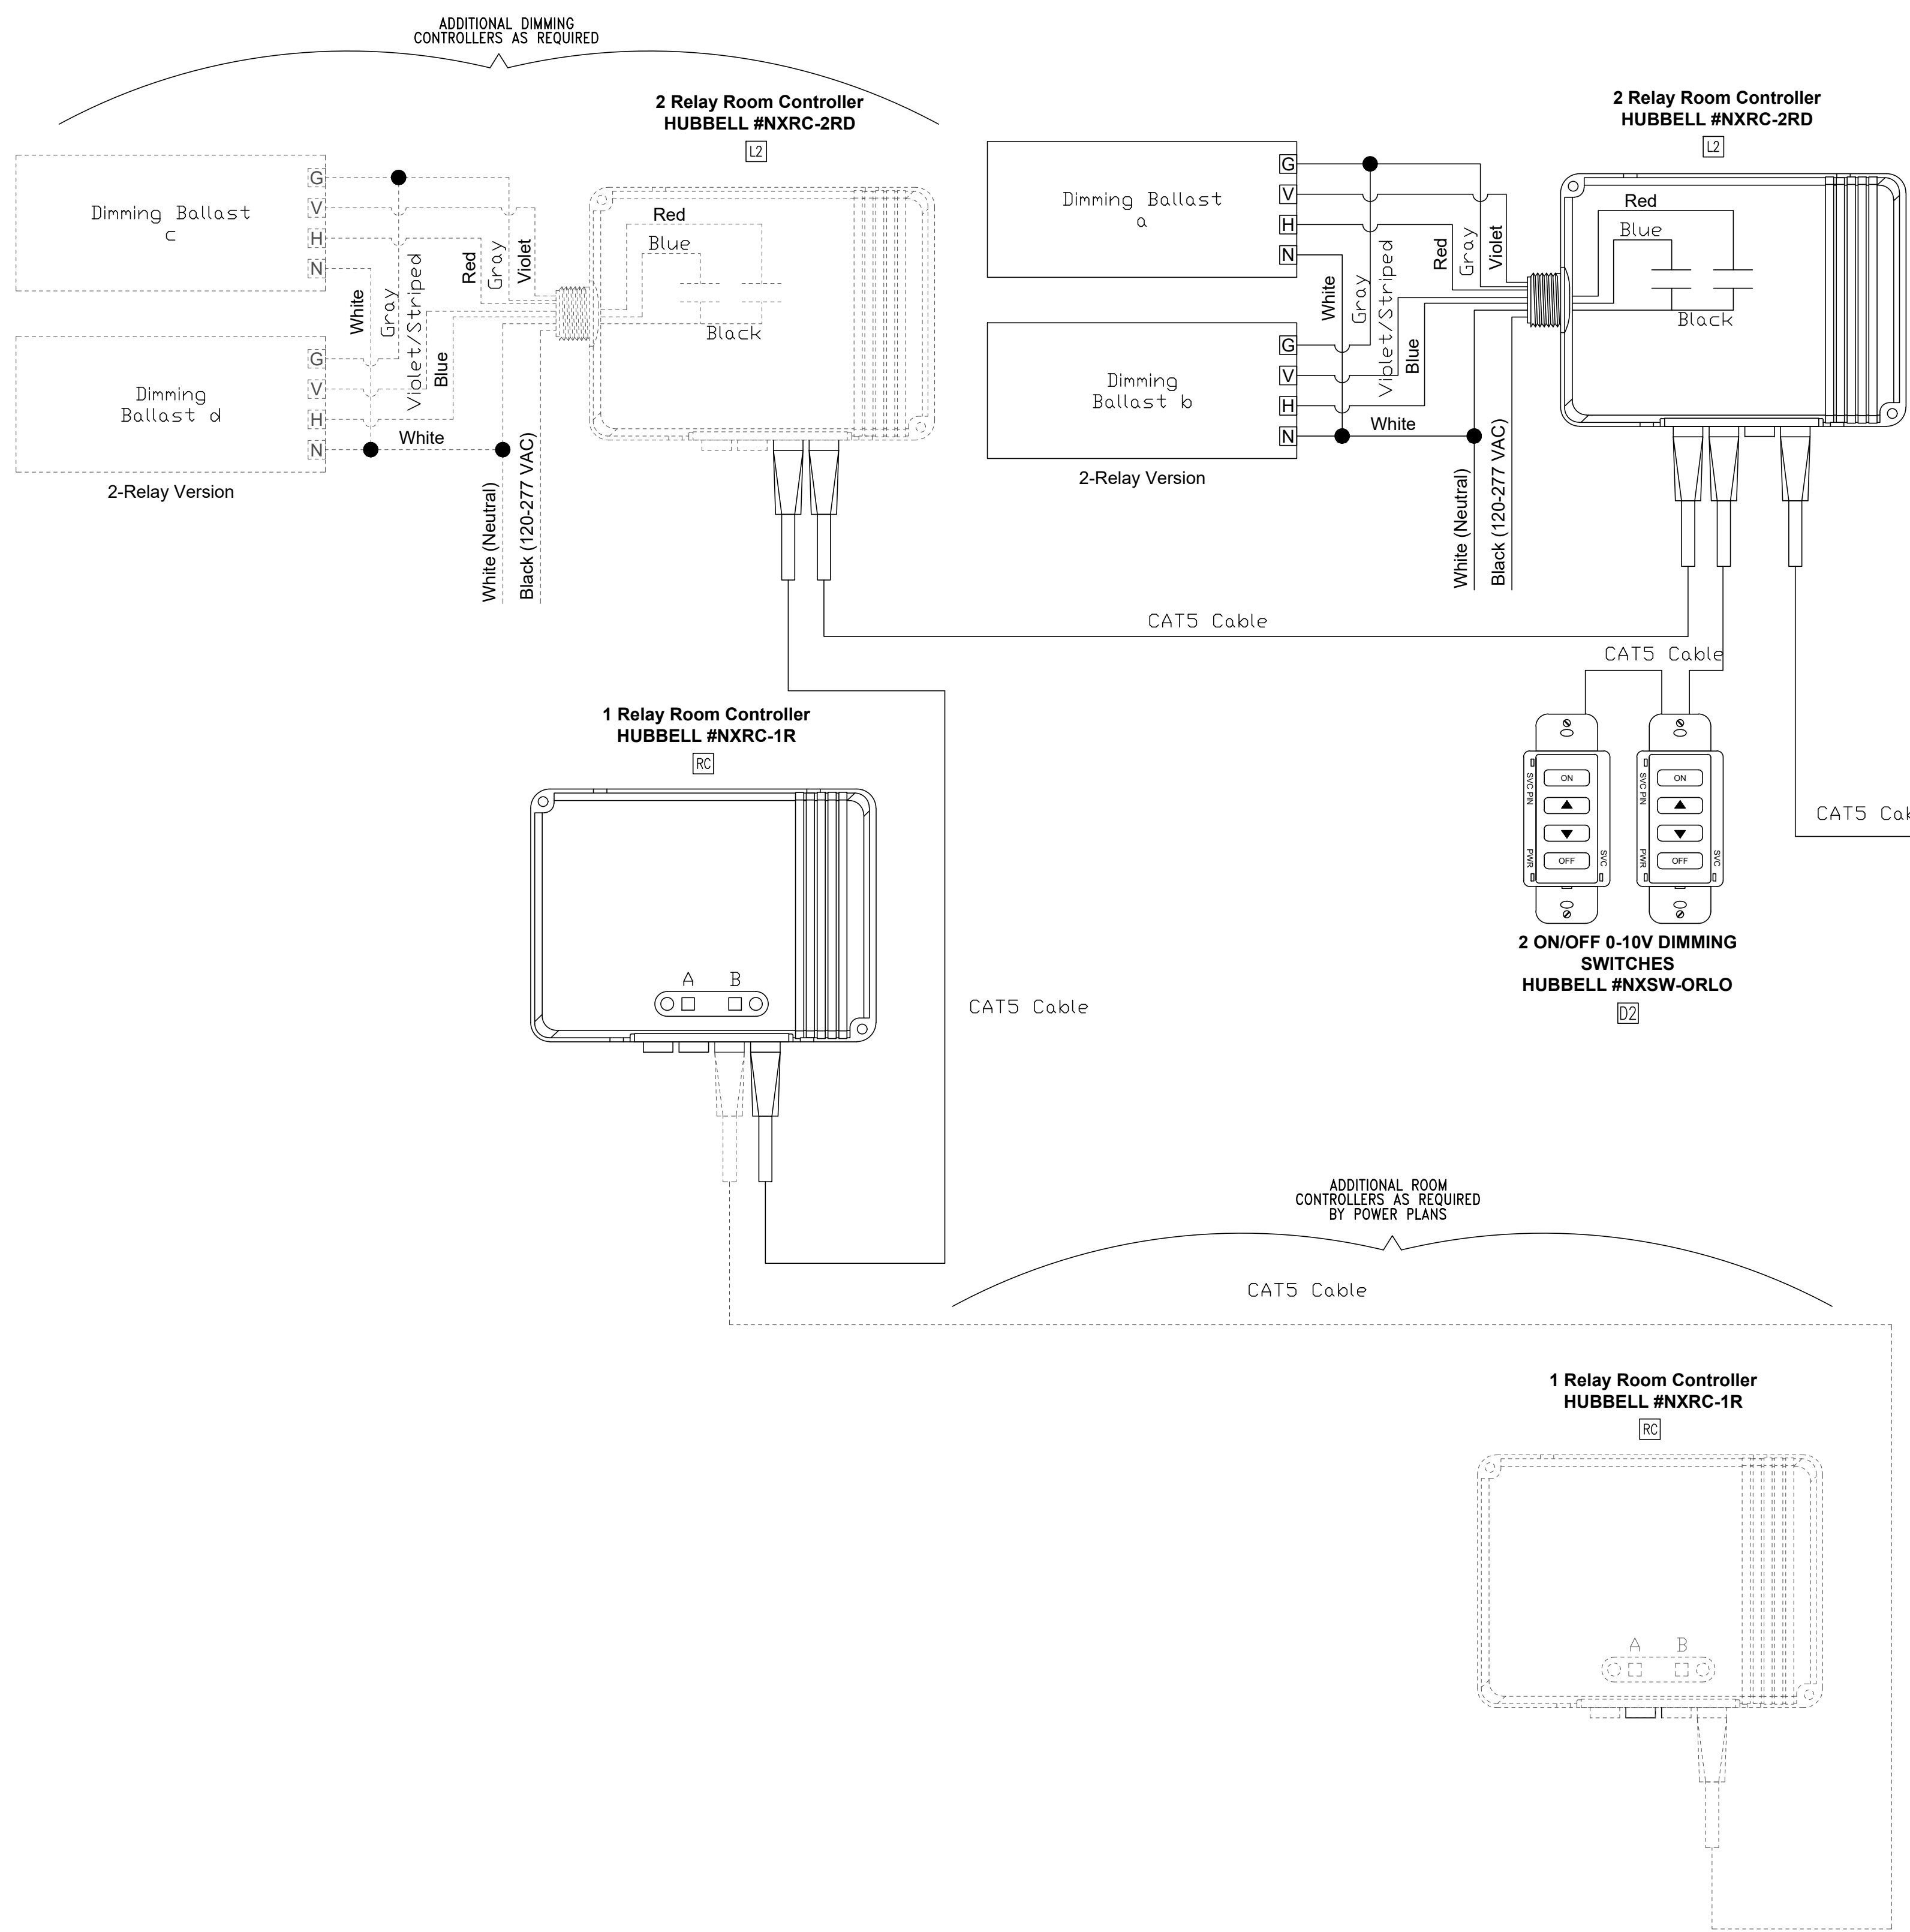 ADDITIONAL DIMMING
CONTROLLERS AS REQUIRED
2 Relay Room Controller
HUBBELL #NXRC-2RD
L2
Dimming Ballast
c
G
V
H
N
White
Gray
Violet/Striped
Red
Gray
Violet
Blue
Red
Blue
Black
Dimming
Ballast d
G
V
H
N
White
2-Relay Version
White (Neutral)
Black (120-277 VAC)
2 Relay Room Controller
HUBBELL #NXRC-2RD
L2
Dimming Ballast
a
G
V
H
N
White
Gray
Violet/Striped
Red
Gray
Violet
Blue
Red
Blue
Black
Dimming
Ballast b
G
V
H
N
White
2-Relay Version
White (Neutral)
Black (120-277 VAC)
CAT5 Cable
CAT5 Cable
1 Relay Room Controller
HUBBELL #NXRC-1R
RC
A B
CAT5 Cable
SVC PIN
ON
OFF
PWR
SVC
SVC PIN
ON
OFF
PWR
SVC
2 ON/OFF 0-10V DIMMING
SWITCHES
HUBBELL #NXSW-ORLO
D2
CAT5
ADDITIONAL ROOM
CONTROLLERS AS REQUIRED
BY POWER PLANS
CAT5 Cable
1 Relay Room Controller
HUBBELL #NXRC-1R
RC
A B